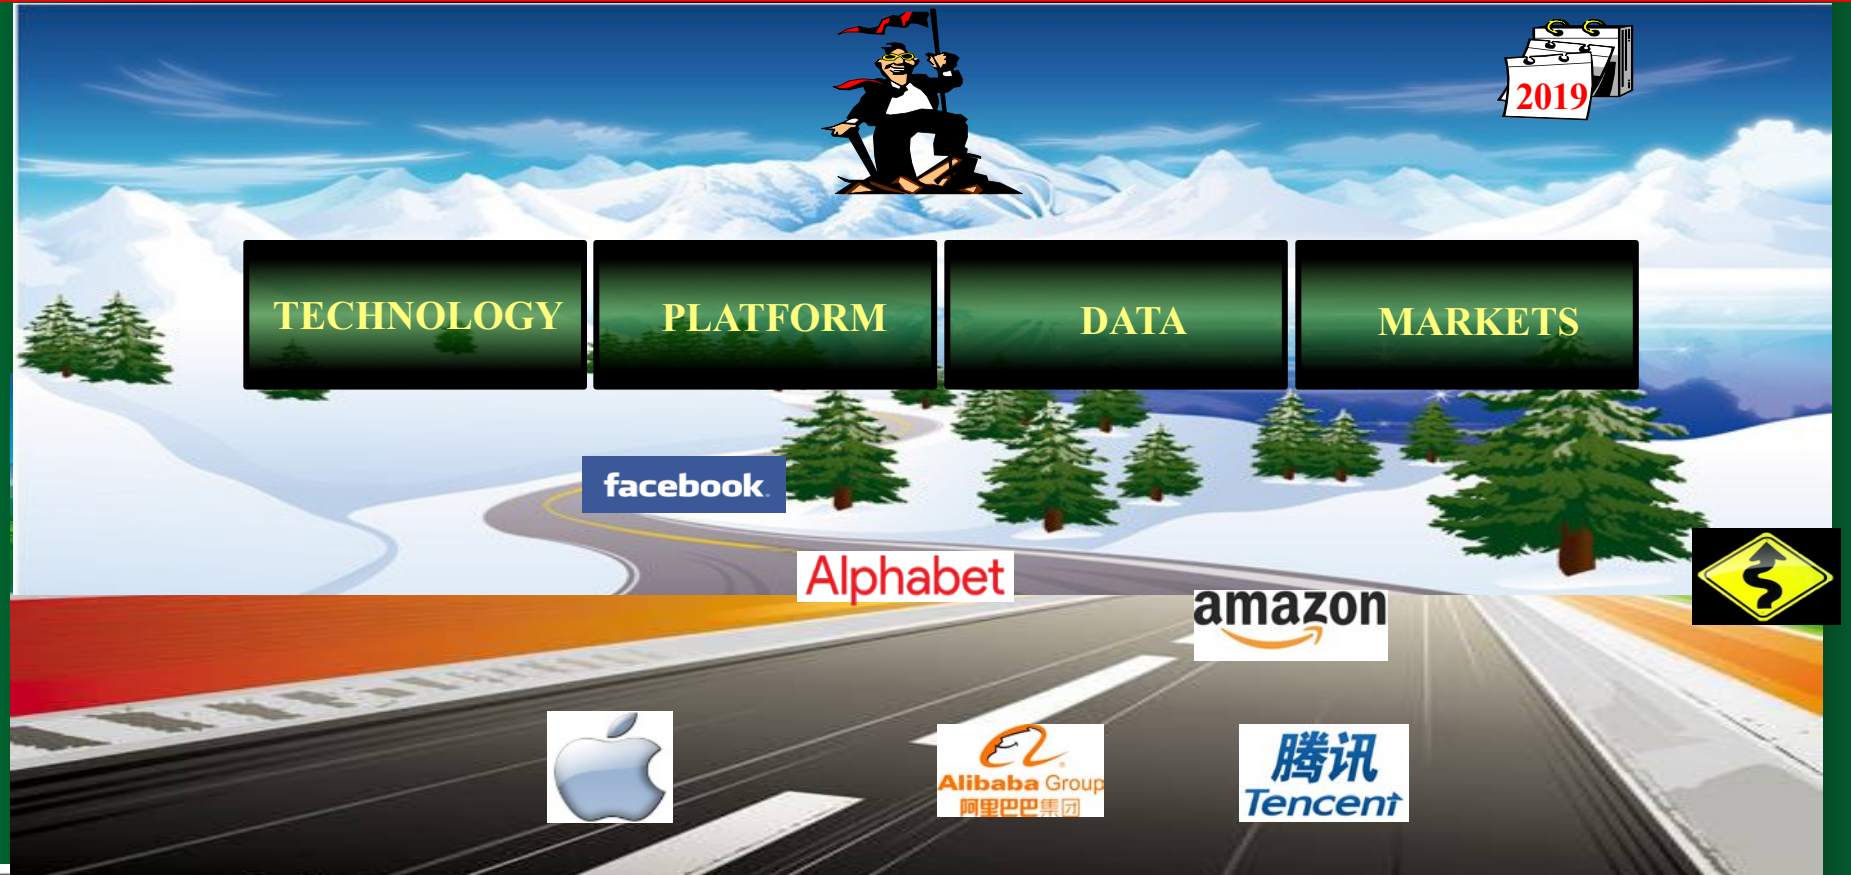 2019
TECHNOLOGY
PLATFORM
DATA
MARKETS
facebook.
Alphabet
amazon
Alibaba Group
阿里巴巴集团
腾讯
Tencent